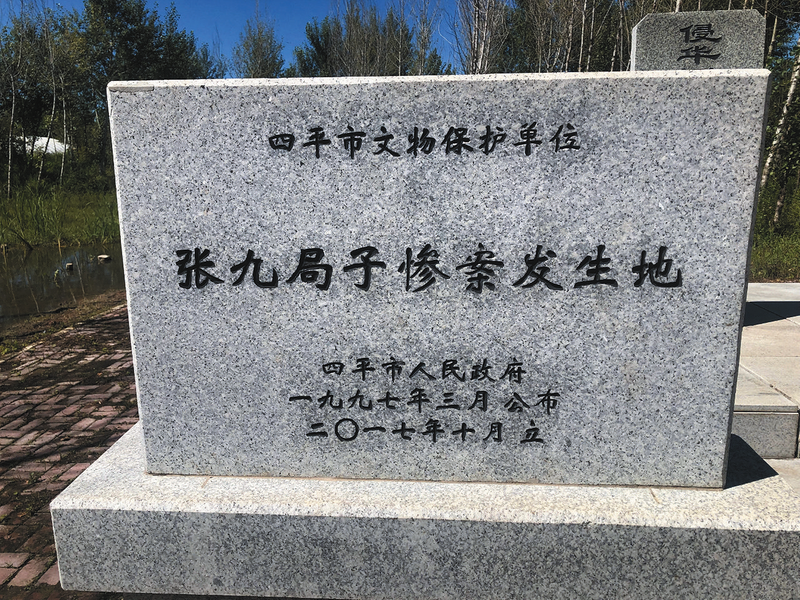 侵
华
四平市文物保护单位
张九局子惨案发生地
四平市人民政府
一九九七年三月公布
二〇一七年十月 立